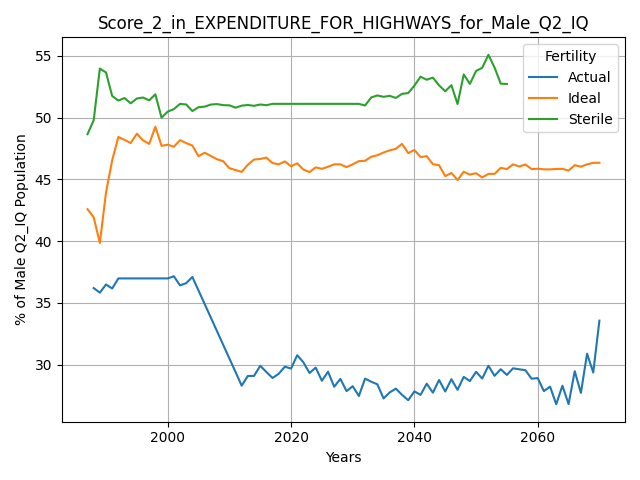 Score_2_in_EXPENDITURE_FOR_HIGHWAYS_for_Male_Q2_IQ
Fertility
Actual
Ideal
Sterile
% of Male Q2_IQ Population
55
50
45
40
35
30
2000
2020
2040
2060
Years